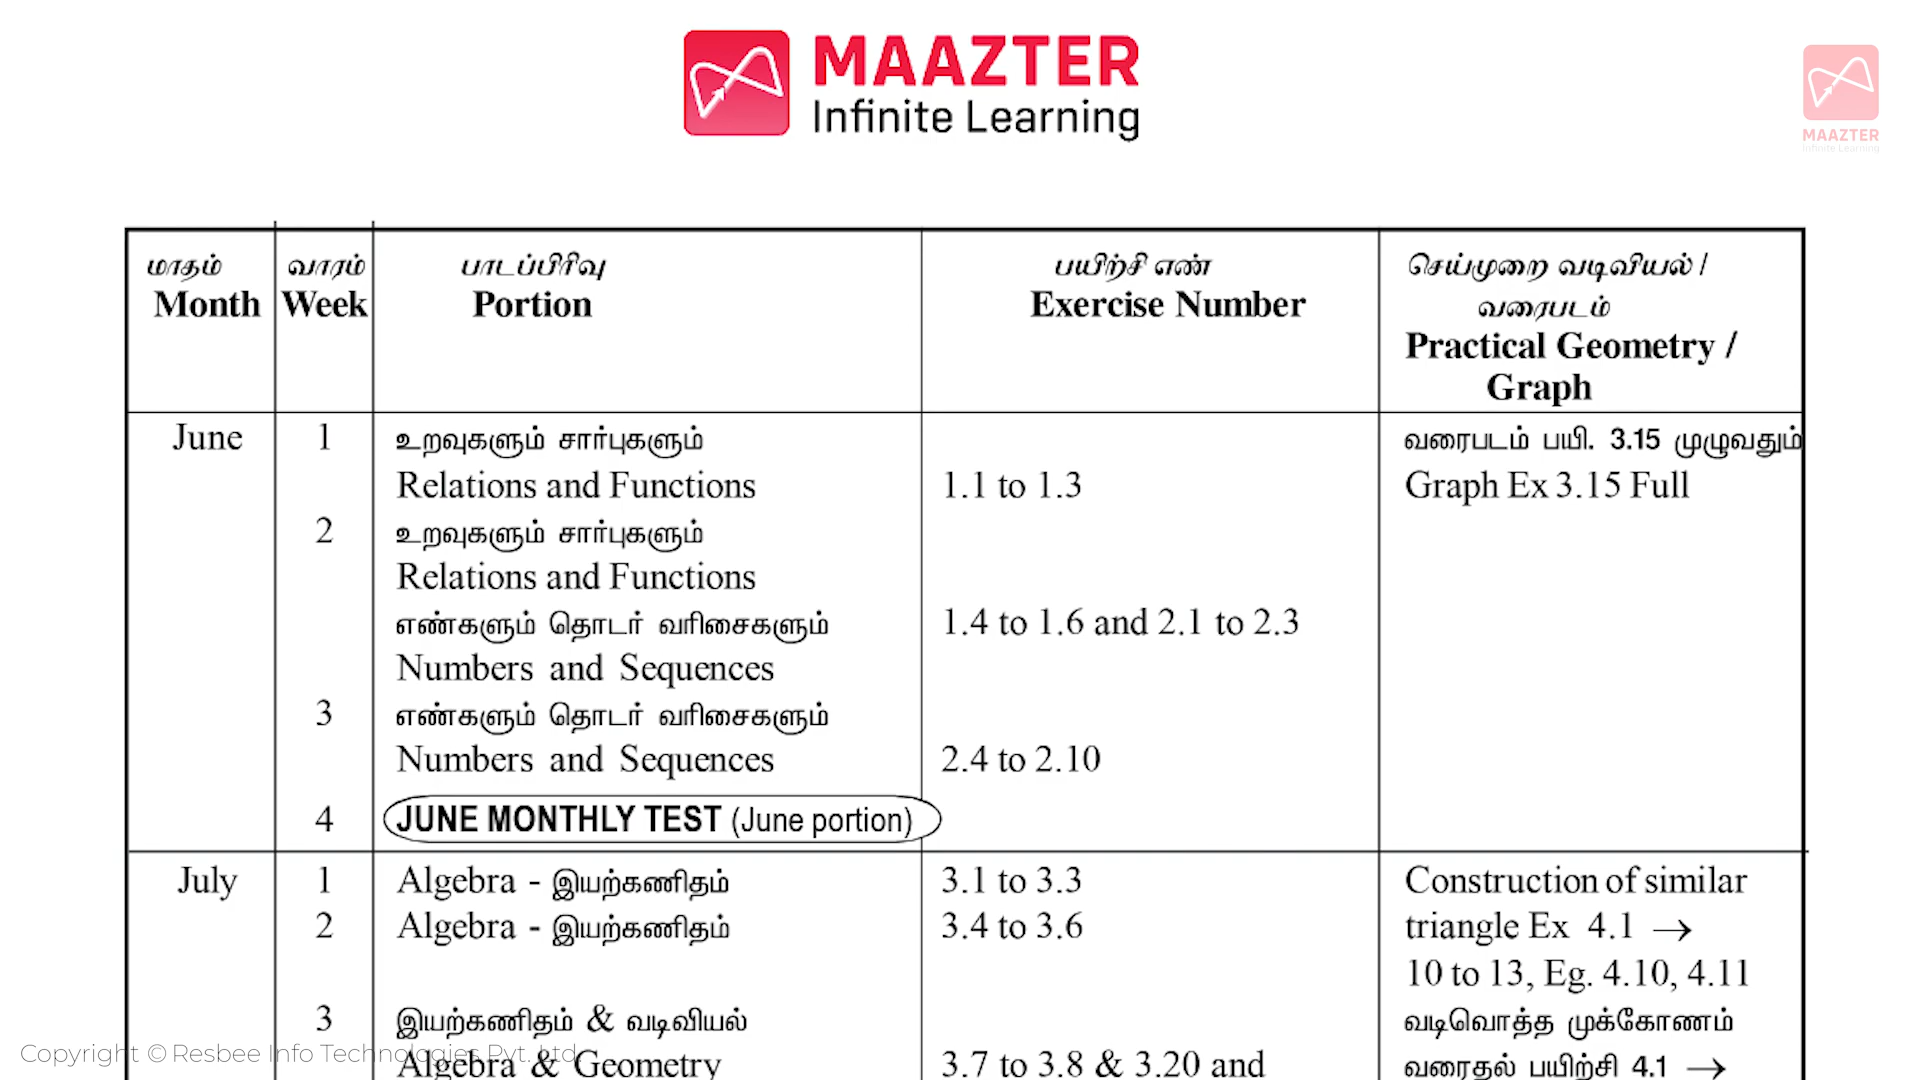 MAAZTER
Infinite Learning
MAAZTER
Infinite Learning
மாதம் வாரம் பாடப்பிரிவு பயிற்சி எண் செய்முறை வடிவியல் /
வரைபடம்
Month Week Portion Exercise Number Practical Geometry /
Graph
June 1 உறவுகளும் சார்புகளும் வரைபடம் பயி. 3.15 முழுவதும்
Relations and Functions 1.1 to 1.3 Graph Ex 3.15 Full
2 உறவுகளும் சார்புகளும்
Relations and Functions
எண்களும் தொடர் வரிசைகளும் 1.4 to 1.6 and 2.1 to 2.3
Numbers and Sequences
3 எண்களும் தொடர் வரிசைகளும்
Numbers and Sequences 2.4 to 2.10
4 JUNE MONTHLY TEST (June portion)
July 1 Algebra - இயற்கணிதம் 3.1 to 3.3 Construction of similar
2 Algebra - இயற்கணிதம் 3.4 to 3.6 triangle Ex 4.1 →
10 to 13, Eg. 4.10, 4.11
3 இயற்கணிதம் & வடிவியல் வடிவொத்த முக்கோணம்
Algebra & Geometry 3.7 to 3.8 & 3.20 and வரைதல் பயிற்சி 4.1 →
Copyright © Resbee Info Technologies Pvt. Ltd.